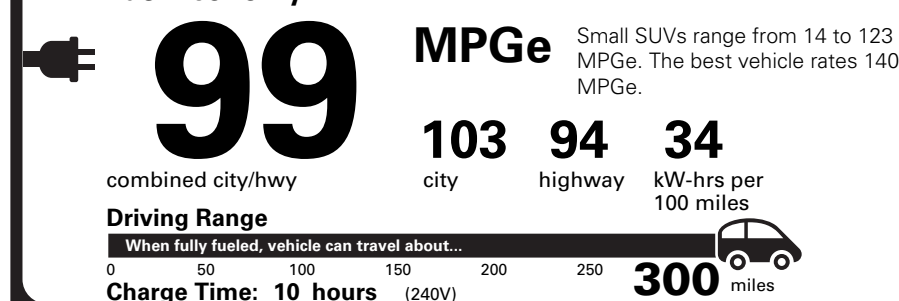 99
MPGe
Small SUVs range from 14 to 123
MPGe. The best vehicle rates 140
MPGe.
combined city/hwy
103
city
94
highway
34
kW-hrs per
100 miles
Driving Range
When fully fueled, vehicle can travel about...
0 50 100 150 200 250 300 miles
Charge Time: 10 hours (240V)